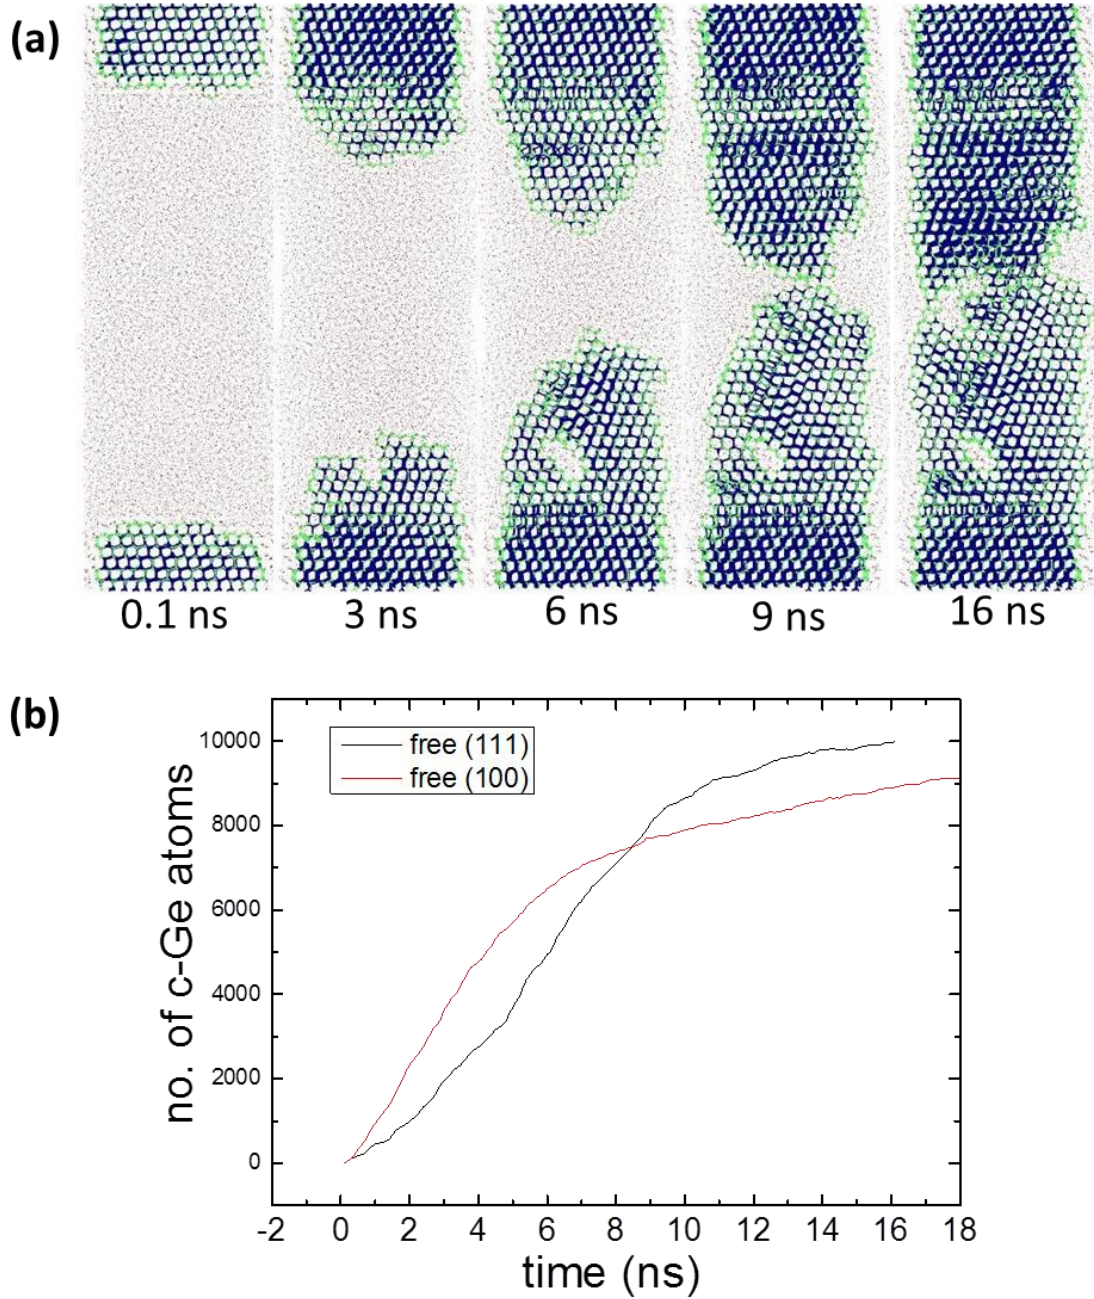 (a)
0.1 ns 3 ns 6 ns 9 ns 16 ns
(b)
free (111)
free (100)
no. of c-Ge atoms
10000
8000
6000
4000
2000
0
-2 0 2 4 6 8 10 12 14 16 18
time (ns)